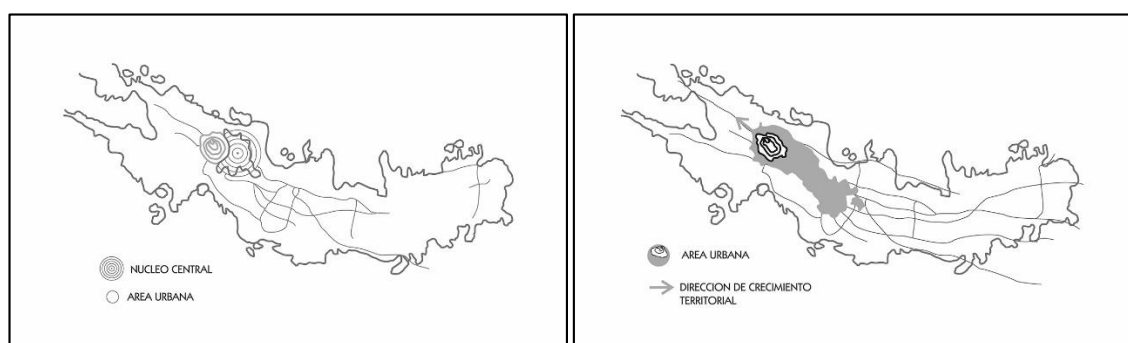 NUCLEO CENTRAL
AREA URBANA
AREA URBANA
DIRECCION DE CRECIMIENTO
TERRITORIAL